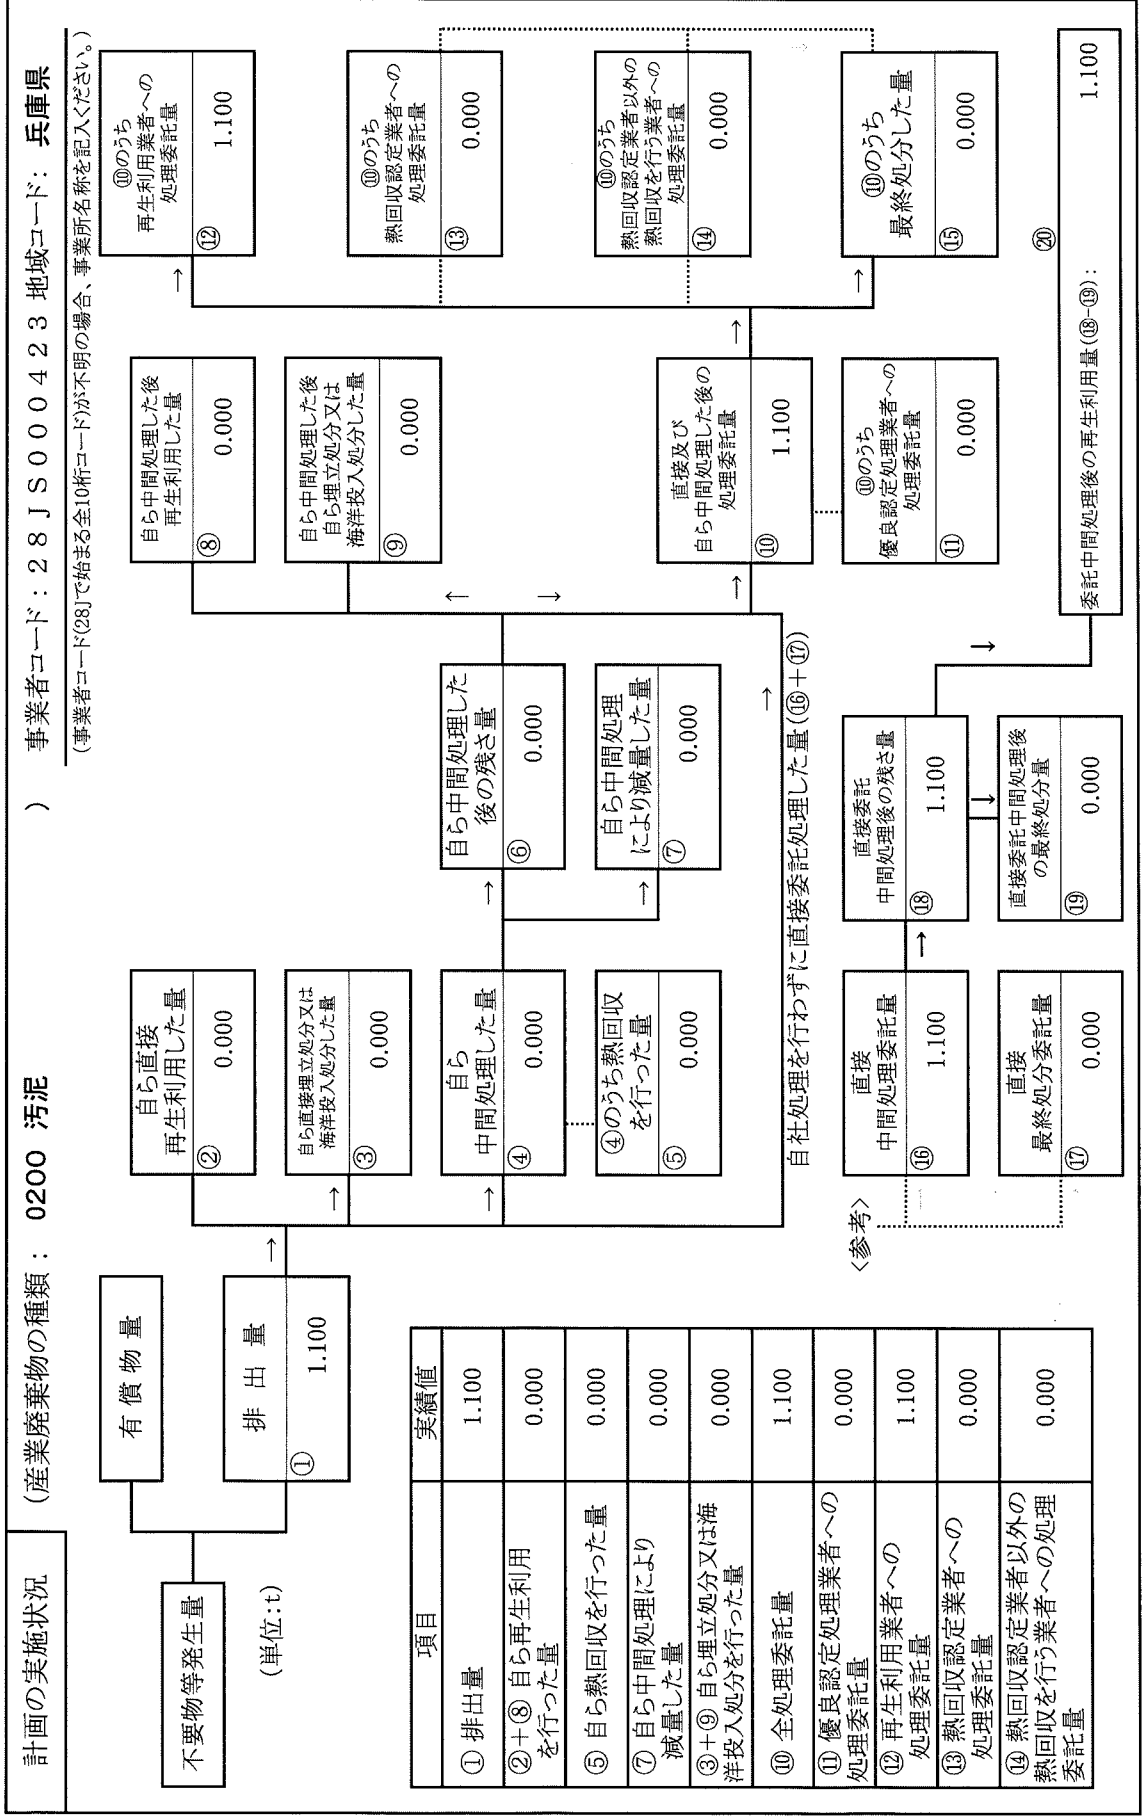 計画の実施状況
(産業廃棄物の種類： 0200 汚泥 )
事業者コード：２８ＪＳ０００４２３ 地域コード： 兵庫県
(事業者コード(「28」で始まる全10桁コード)が不明の場合、事業所名称を記入ください。)
不要物等発生量
(単位:t)
有 償 物 量
排 出 量
① 1.100
自ら直接
再生利用した量
② 0.000
自ら直接埋立処分又は
海洋投入処分した量
③ 0.000
自ら
中間処理した量
④ 0.000
④のうち熱回収
を行った量
⑤ 0.000
自ら中間処理した
後の残さ量
⑥ 0.000
自ら中間処理
により減量した量
⑦ 0.000
自ら中間処理した後
再生利用した量
⑧ 0.000
自ら中間処理した後
自ら埋立処分又は
海洋投入処分した量
⑨ 0.000
直接及び
自ら中間処理した後の
処理委託量
⑩ 1.100
⑩のうち
優良認定処理業者への
処理委託量
⑪ 0.000
⑩のうち
再生利用業者への
処理委託量
⑫ 1.100
⑩のうち
熱回収認定業者への
処理委託量
⑬ 0.000
⑩のうち
熱回収認定業者以外の
熱回収を行う業者への
処理委託量
⑭ 0.000
⑩のうち
最終処分した量
⑮ 0.000
自社処理を行わずに直接委託処理した量(⑯＋⑰)
〈参考〉
直接
中間処理委託量
⑯ 1.100
直接
最終処分委託量
⑰ 0.000
直接委託
中間処理後の残さ量
⑱ 1.100
直接委託中間処理後
の最終処分量
⑲ 0.000
⑳
委託中間処理後の再生利用量(⑱-⑲)： 1.100
項目 実績値
① 排出量 1.100
②＋⑧ 自ら再生利用
を行った量 0.000
⑤ 自ら熱回収を行った量 0.000
⑦ 自ら中間処理により
減量した量 0.000
③＋⑨ 自ら埋立処分又は海
洋投入処分を行った量 0.000
⑩ 全処理委託量 1.100
⑪ 優良認定処理業者への
処理委託量 0.000
⑫ 再生利用業者への
処理委託量 1.100
⑬ 熱回収認定業者への
処理委託量 0.000
⑭ 熱回収認定業者以外の
熱回収を行う業者への処理
委託量 0.000